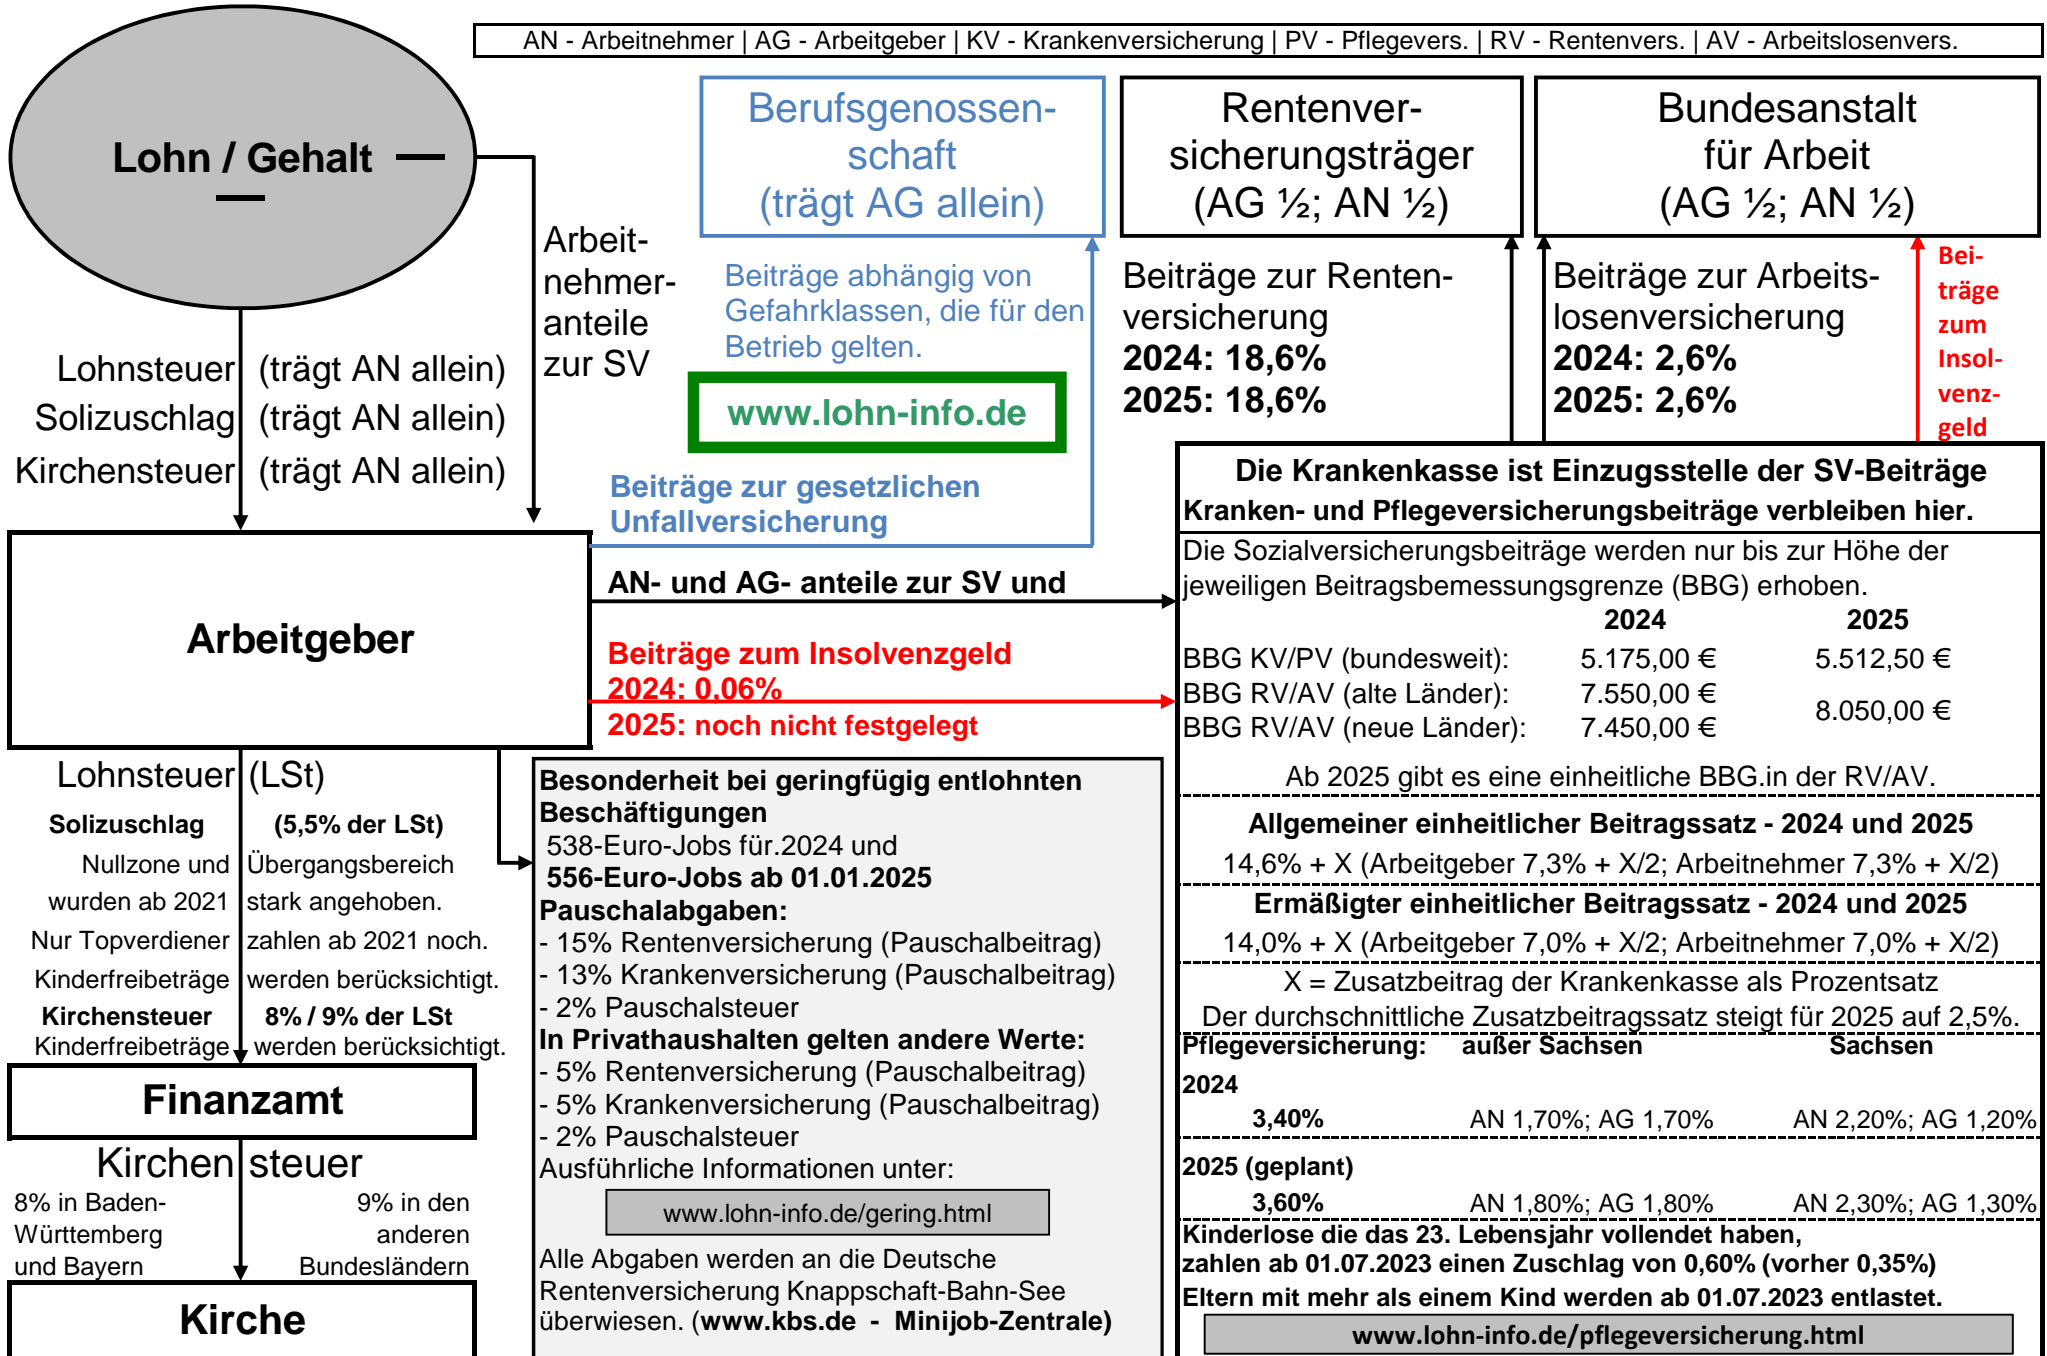 AN - Arbeitnehmer | AG - Arbeitgeber | KV - Krankenversicherung | PV - Pflegevers. | RV - Rentenvers. | AV - Arbeitslosenvers.
Lohn / Gehalt
Arbeit-
nehmer-
anteile
zur SV
Lohnsteuer (trägt AN allein)
Solizuschlag (trägt AN allein)
Kirchensteuer (trägt AN allein)
Berufsgenossen-
schaft
(trägt AG allein)
Beiträge abhängig von
Gefahrklassen, die für den
Betrieb gelten.
www.lohn-info.de
Beiträge zur gesetzlichen
Unfallversicherung
Rentenver-
sicherungsträger
(AG ½; AN ½)
Beiträge zur Renten-
versicherung
2024: 18,6%
2025: 18,6%
Bundesanstalt
für Arbeit
(AG ½; AN ½)
Beiträge zur Arbeits-
losenversicherung
2024: 2,6%
2025: 2,6%
Bei-
träge
zum
Insol-
venz-
geld
Arbeitgeber
AN- und AG- anteile zur SV und
Beiträge zum Insolvenzgeld
2024: 0,06%
2025: noch nicht festgelegt
Lohnsteuer (LSt)
Solizuschlag (5,5% der LSt)
Nullzone und Übergangsbereich
wurden ab 2021 stark angehoben.
Nur Topverdiener zahlen ab 2021 noch.
Kinderfreibeträge werden berücksichtigt.
Kirchensteuer 8% / 9% der LSt
Kinderfreibeträge werden berücksichtigt.
Finanzamt
Kirchen steuer
8% in Baden-
Württemberg
und Bayern
9% in den
anderen
Bundesländern
Kirche
Besonderheit bei geringfügig entlohnten
Beschäftigungen
538-Euro-Jobs für.2024 und
556-Euro-Jobs ab 01.01.2025
Pauschalabgaben:
- 15% Rentenversicherung (Pauschalbeitrag)
- 13% Krankenversicherung (Pauschalbeitrag)
- 2% Pauschalsteuer
In Privathaushalten gelten andere Werte:
- 5% Rentenversicherung (Pauschalbeitrag)
- 5% Krankenversicherung (Pauschalbeitrag)
- 2% Pauschalsteuer
Ausführliche Informationen unter:
www.lohn-info.de/gering.html
Alle Abgaben werden an die Deutsche
Rentenversicherung Knappschaft-Bahn-See
überwiesen. (www.kbs.de - Minijob-Zentrale)
Die Krankenkasse ist Einzugsstelle der SV-Beiträge
Kranken- und Pflegeversicherungsbeiträge verbleiben hier.
Die Sozialversicherungsbeiträge werden nur bis zur Höhe der
jeweiligen Beitragsbemessungsgrenze (BBG) erhoben.
2024 2025
BBG KV/PV (bundesweit): 5.175,00 € 5.512,50 €
BBG RV/AV (alte Länder): 7.550,00 €
8.050,00 €
BBG RV/AV (neue Länder): 7.450,00 €
Ab 2025 gibt es eine einheitliche BBG.in der RV/AV.
Allgemeiner einheitlicher Beitragssatz - 2024 und 2025
14,6% + X (Arbeitgeber 7,3% + X/2; Arbeitnehmer 7,3% + X/2)
Ermäßigter einheitlicher Beitragssatz - 2024 und 2025
14,0% + X (Arbeitgeber 7,0% + X/2; Arbeitnehmer 7,0% + X/2)
X = Zusatzbeitrag der Krankenkasse als Prozentsatz
Der durchschnittliche Zusatzbeitragssatz steigt für 2025 auf 2,5%.
Pflegeversicherung: außer Sachsen Sachsen
2024
3,40% AN 1,70%; AG 1,70% AN 2,20%; AG 1,20%
2025 (geplant)
3,60% AN 1,80%; AG 1,80% AN 2,30%; AG 1,30%
Kinderlose die das 23. Lebensjahr vollendet haben,
zahlen ab 01.07.2023 einen Zuschlag von 0,60% (vorher 0,35%)
Eltern mit mehr als einem Kind werden ab 01.07.2023 entlastet.
www.lohn-info.de/pflegeversicherung.html